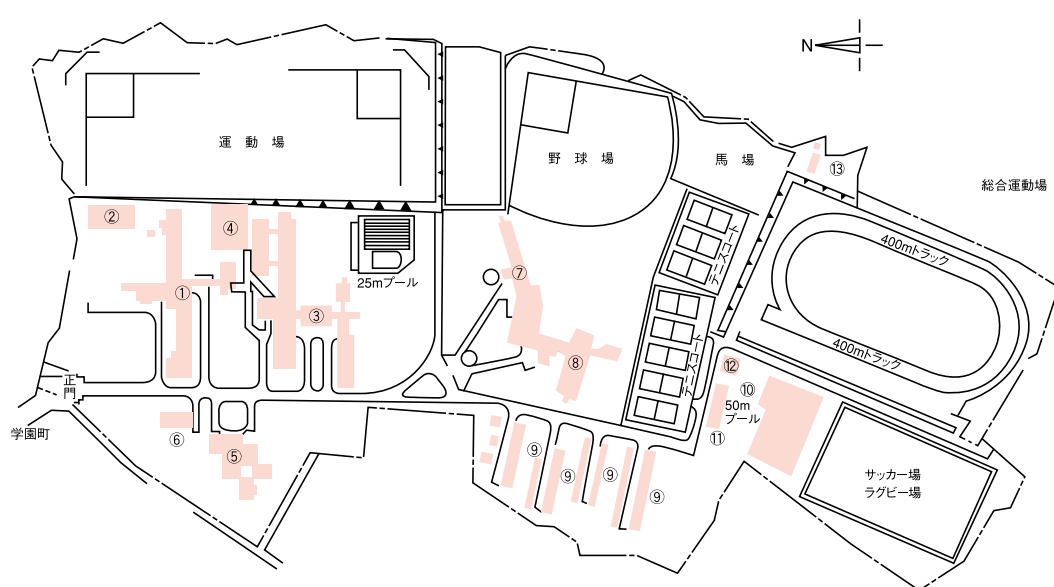 N
運動場
野球場
馬場
⑬
総合運動場
②
④
テニスコート
400mトラック
25mプール
⑦
①
③
⑧
テニスコート
400mトラック
⑫
⑩
50m
プール
正門
学園町
⑥
⑤
⑪
⑨
⑨
⑨
⑨
サッカー場
ラグビー場